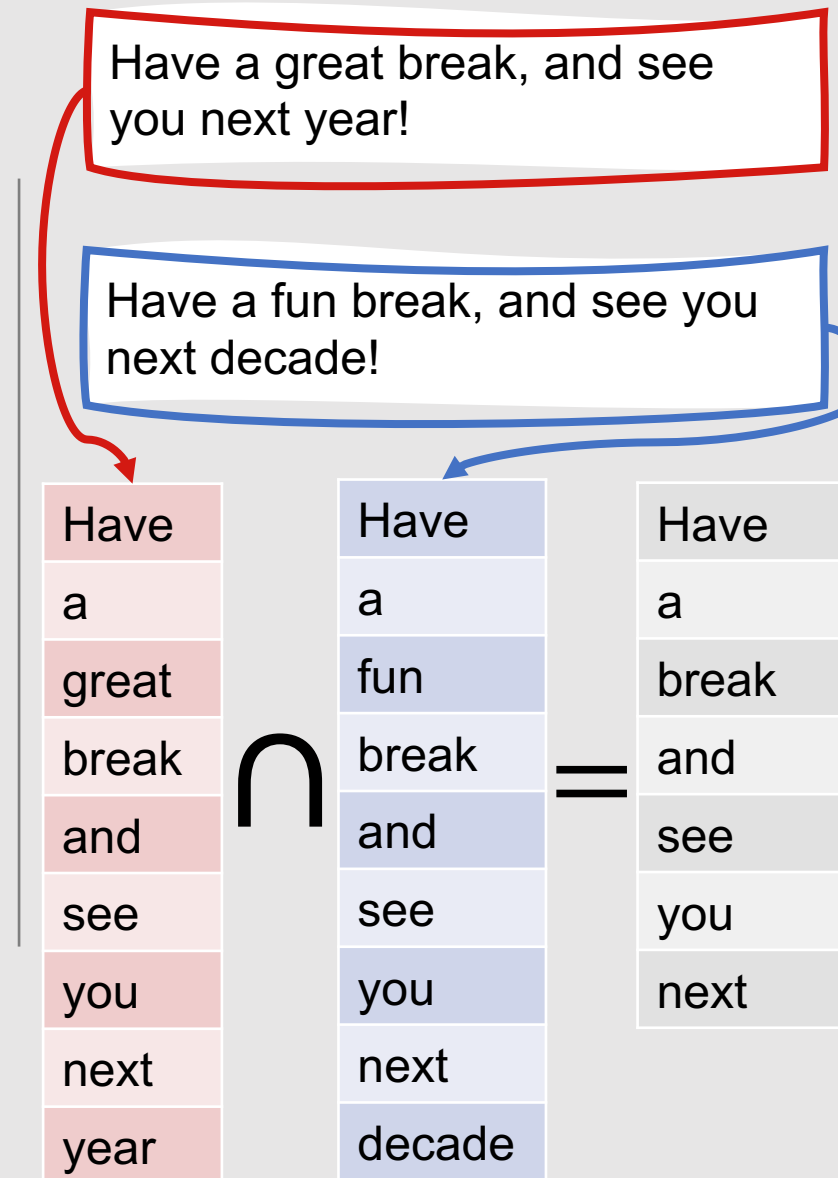 Have a great break, and see
you next year!
Have a fun break, and see you
next decade!
Have
a
great
break
and
see
you
next
year
∩
Have
a
fun
break
and
see
you
next
decade
=
Have
a
break
and
see
you
next